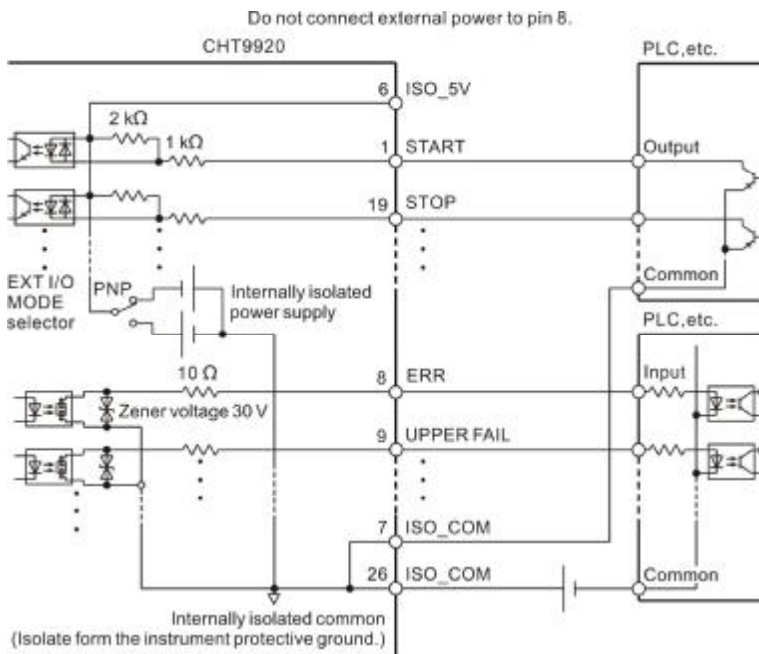 Do not connect external power to pin 8.
CHT9920
PLC,etc.
6 ISO_5V
2 kΩ
1 kΩ
1 START
Output
19 STOP
Common
EXT I/O
MODE
selector
PNP
Internally isolated
power supply
PLC,etc.
10 Ω
8 ERR
Input
Zener voltage 30 V
9 UPPER FAIL
7 ISO_COM
26 ISO_COM
Common
Internally isolated common
(Isolate form the instrument protective ground.)